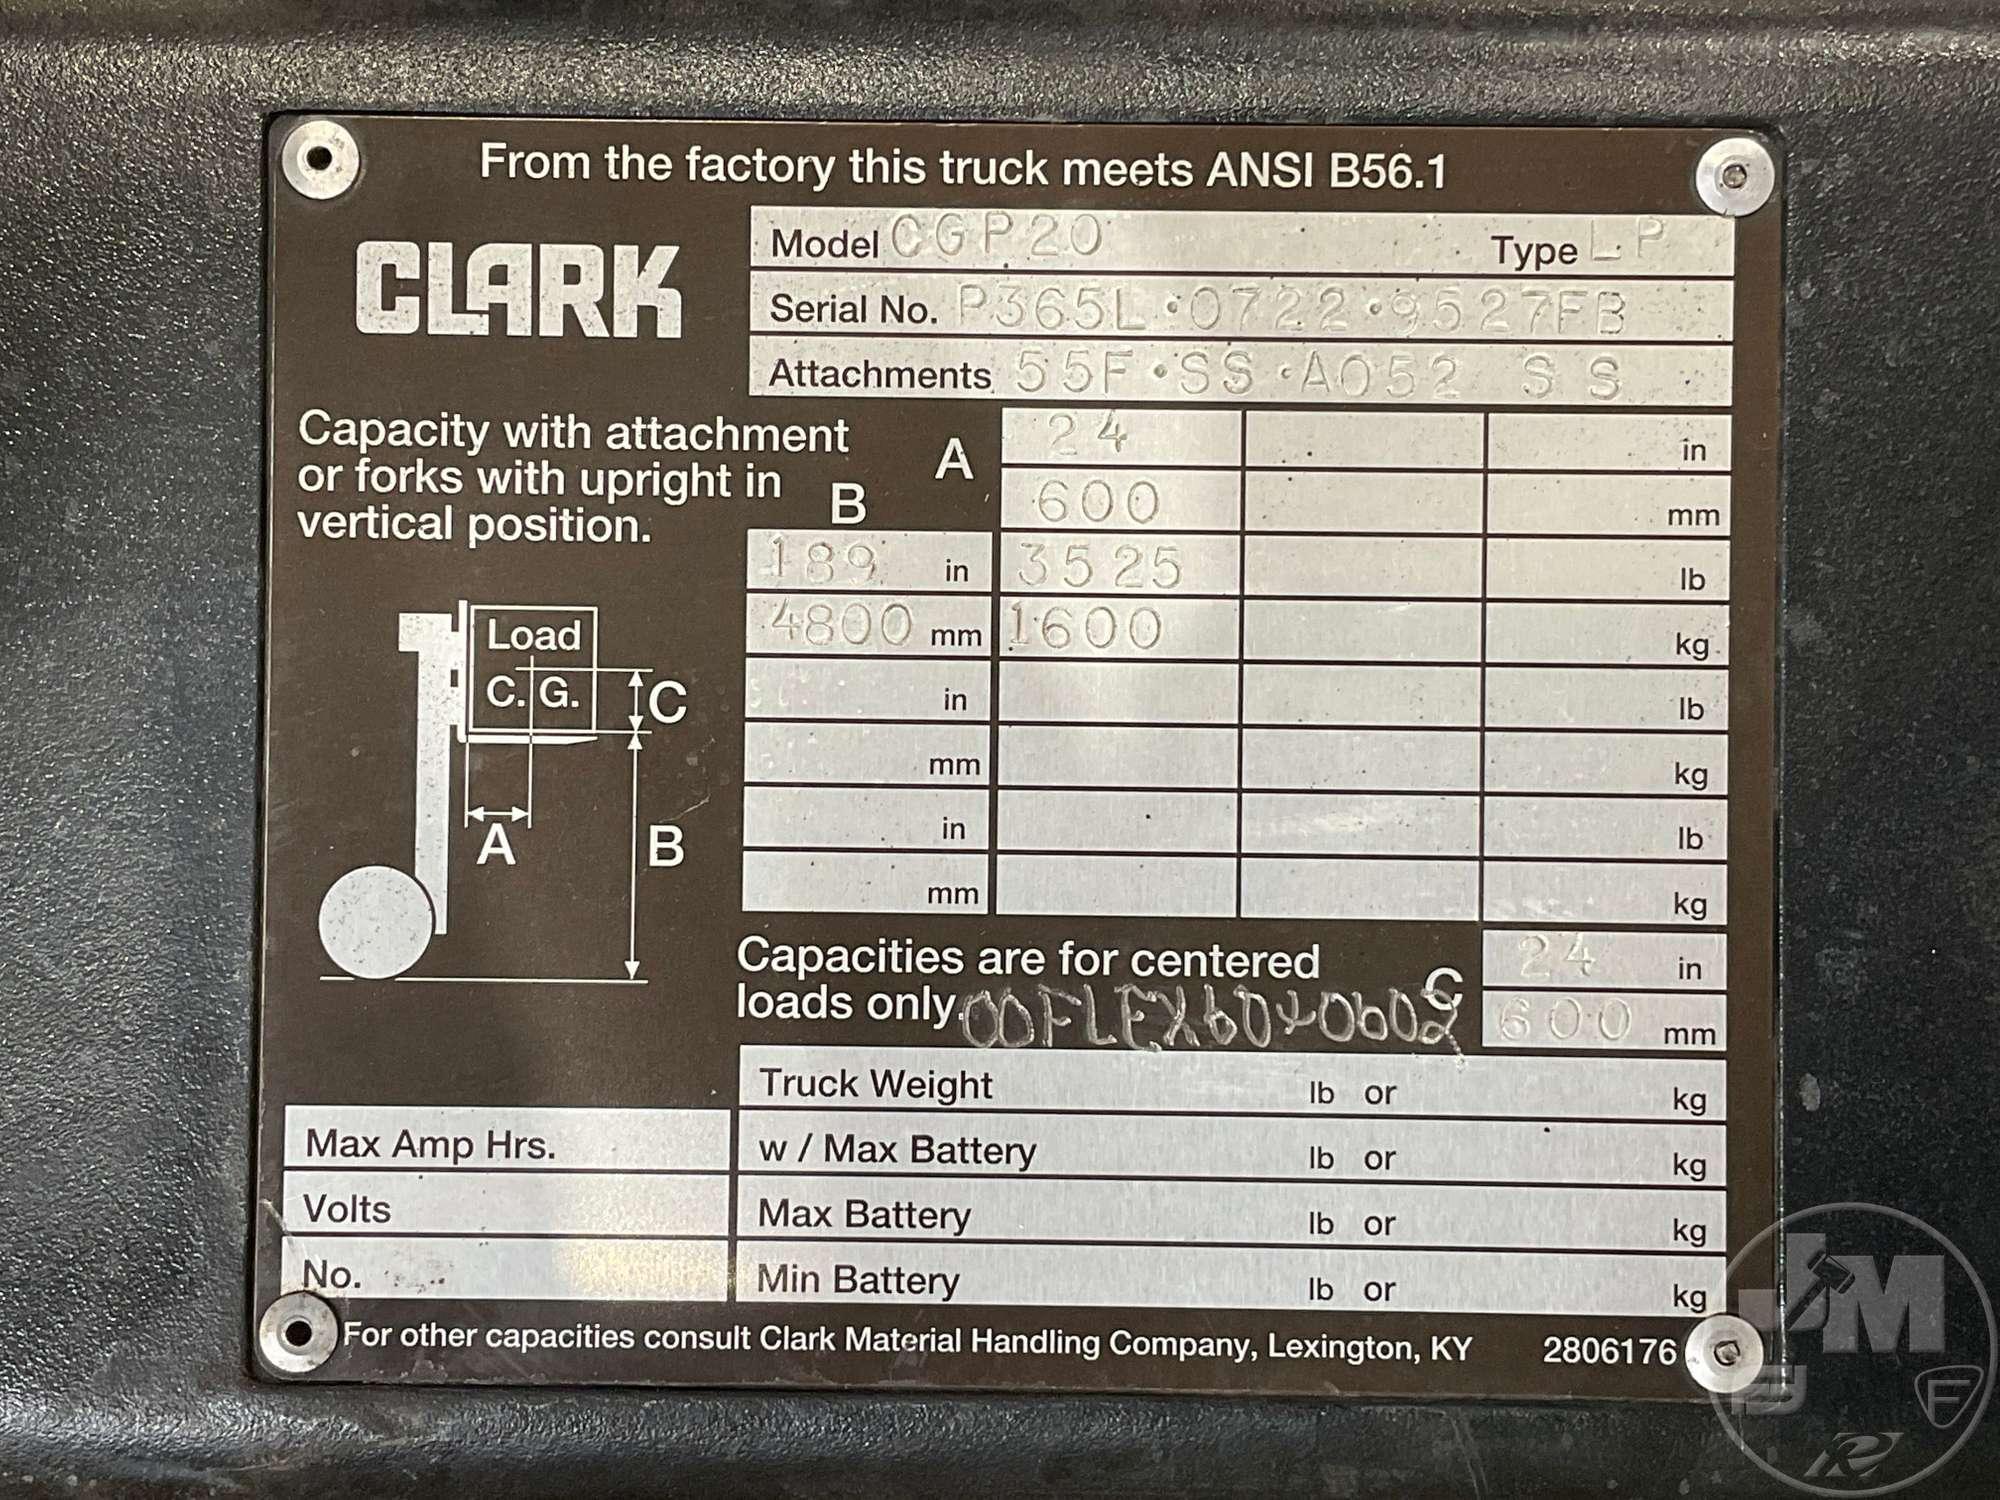 From the factory this truck meets ANSI B56.1
CLARK
Model CGP20 Type LP
Serial No. P365L·0722·9527FB
Attachments 55F·SS·A052 SS
Capacity with attachment
or forks with upright in
vertical position.
A 24 in
B 600 mm
189 in 3525 lb
4800 mm 1600 kg
in lb
mm kg
in lb
mm kg
Load
C. G.
C
A
B
Capacities are for centered
loads only.
C 24 in
600 mm
Truck Weight lb or kg
w / Max Battery lb or kg
Max Battery lb or kg
Min Battery lb or kg
Max Amp Hrs.
Volts
No.
For other capacities consult Clark Material Handling Company, Lexington, KY 2806176
JM
F